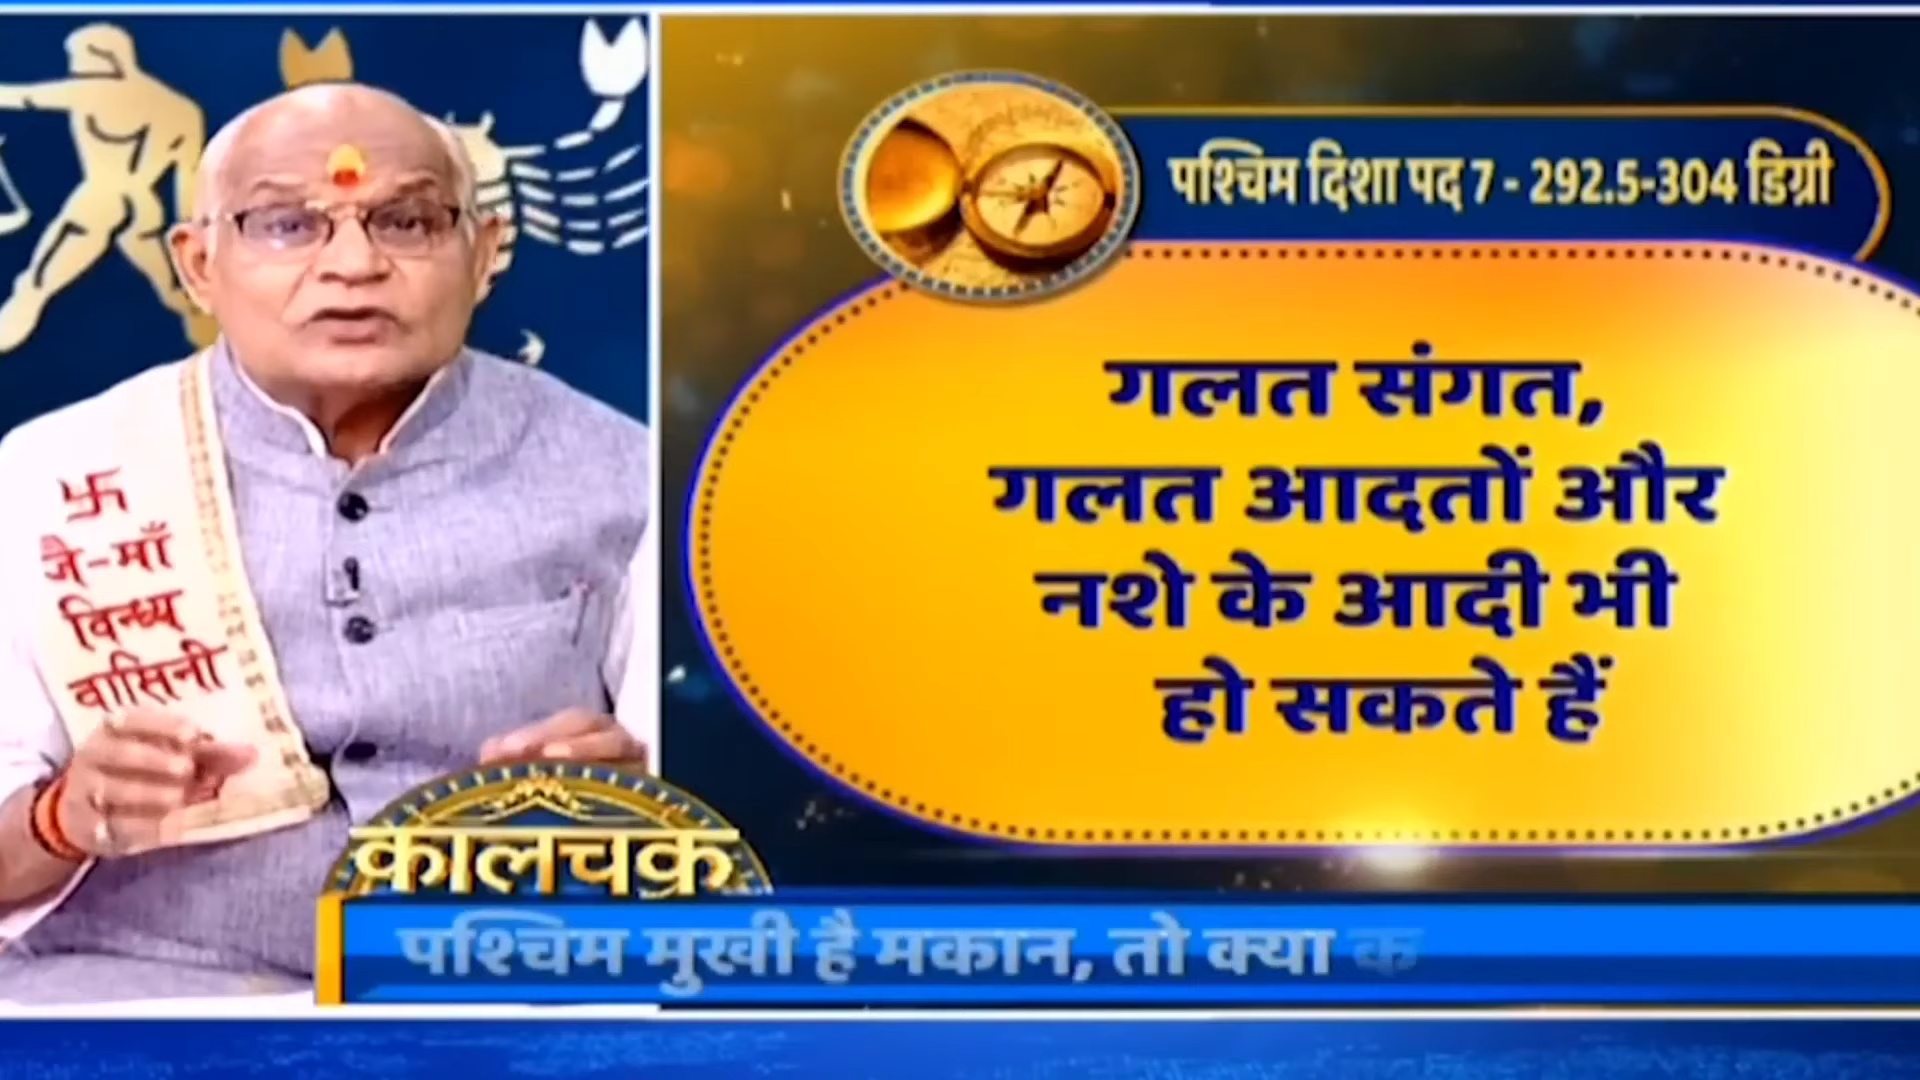 पश्चिम दिशा पद 7 - 292.5-304 डिग्री
गलत संगत,
गलत आदतों और
नशे के आदी भी
हो सकते हैं
जै-माँ
विन्ध्य
वासिनी
कालचक्र
पश्चिम मुखी है मकान, तो क्या क